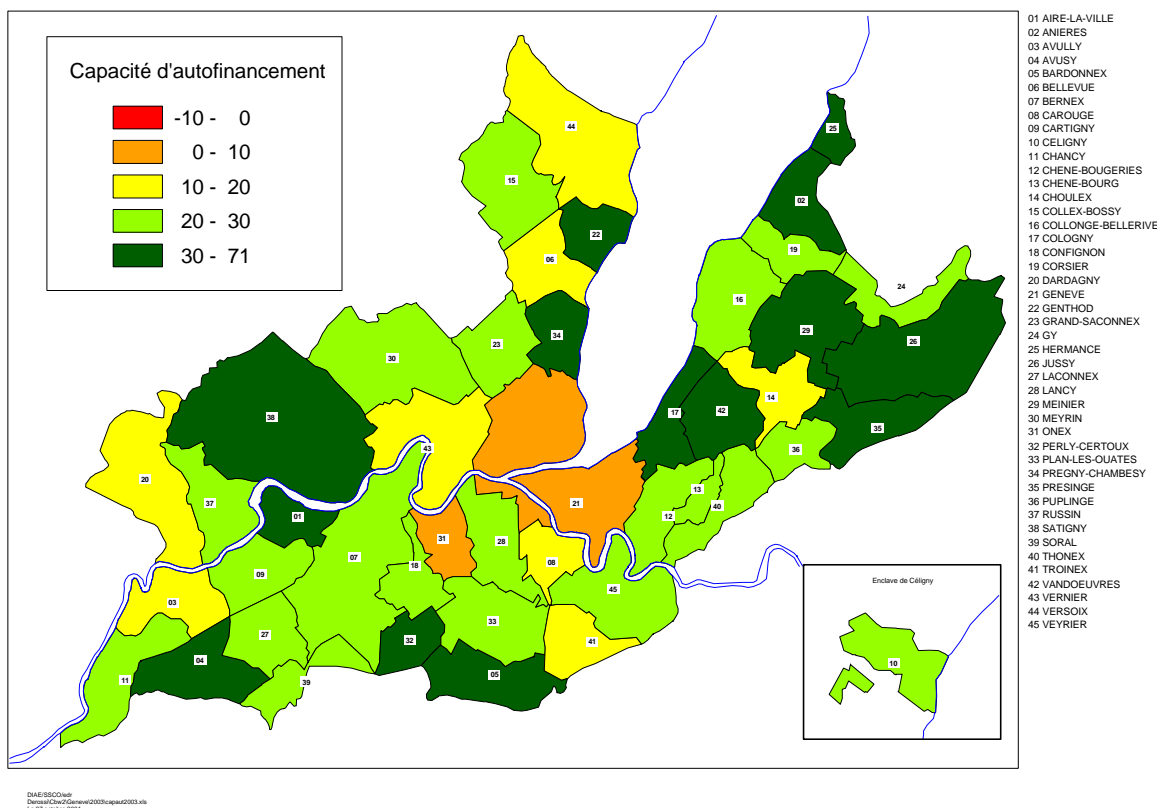 Capacité d'autofinancement
-10 - 0
0 - 10
10 - 20
20 - 30
30 - 71
01 AIRE-LA-VILLE
02 ANIERES
03 AVULLY
04 AVUSY
05 BARDONNEX
06 BELLEVUE
07 BERNEX
08 CAROUGE
09 CARTIGNY
10 CELIGNY
11 CHANCY
12 CHENE-BOUGERIES
13 CHENE-BOURG
14 CHOULEX
15 COLLEX-BOSSY
16 COLLONGE-BELLERIVE
17 COLOGNY
18 CONFIGNON
19 CORSIER
20 DARDAGNY
21 GENEVE
22 GENTHOD
23 GRAND-SACONNEX
24 GY
25 HERMANCE
26 JUSSY
27 LACONNEX
28 LANCY
29 MEINIER
30 MEYRIN
31 ONEX
32 PERLY-CERTOUX
33 PLAN-LES-OUATES
34 PREGNY-CHAMBESY
35 PRESINGE
36 PUPLINGE
37 RUSSIN
38 SATIGNY
39 SORAL
40 THONEX
41 TROINEX
42 VANDOEUVRES
43 VERNIER
44 VERSOIX
45 VEYRIER
44
25
15
02
22
19
06
24
16
29
34
26
23
30
38
14
17
42
35
43
36
20
13
37
21
40
01
12
31
28
07
08
18
09
45
03
33
27
32
41
04
05
11
39
Enclave de Céligny
10
DIAE/SSCO/edr